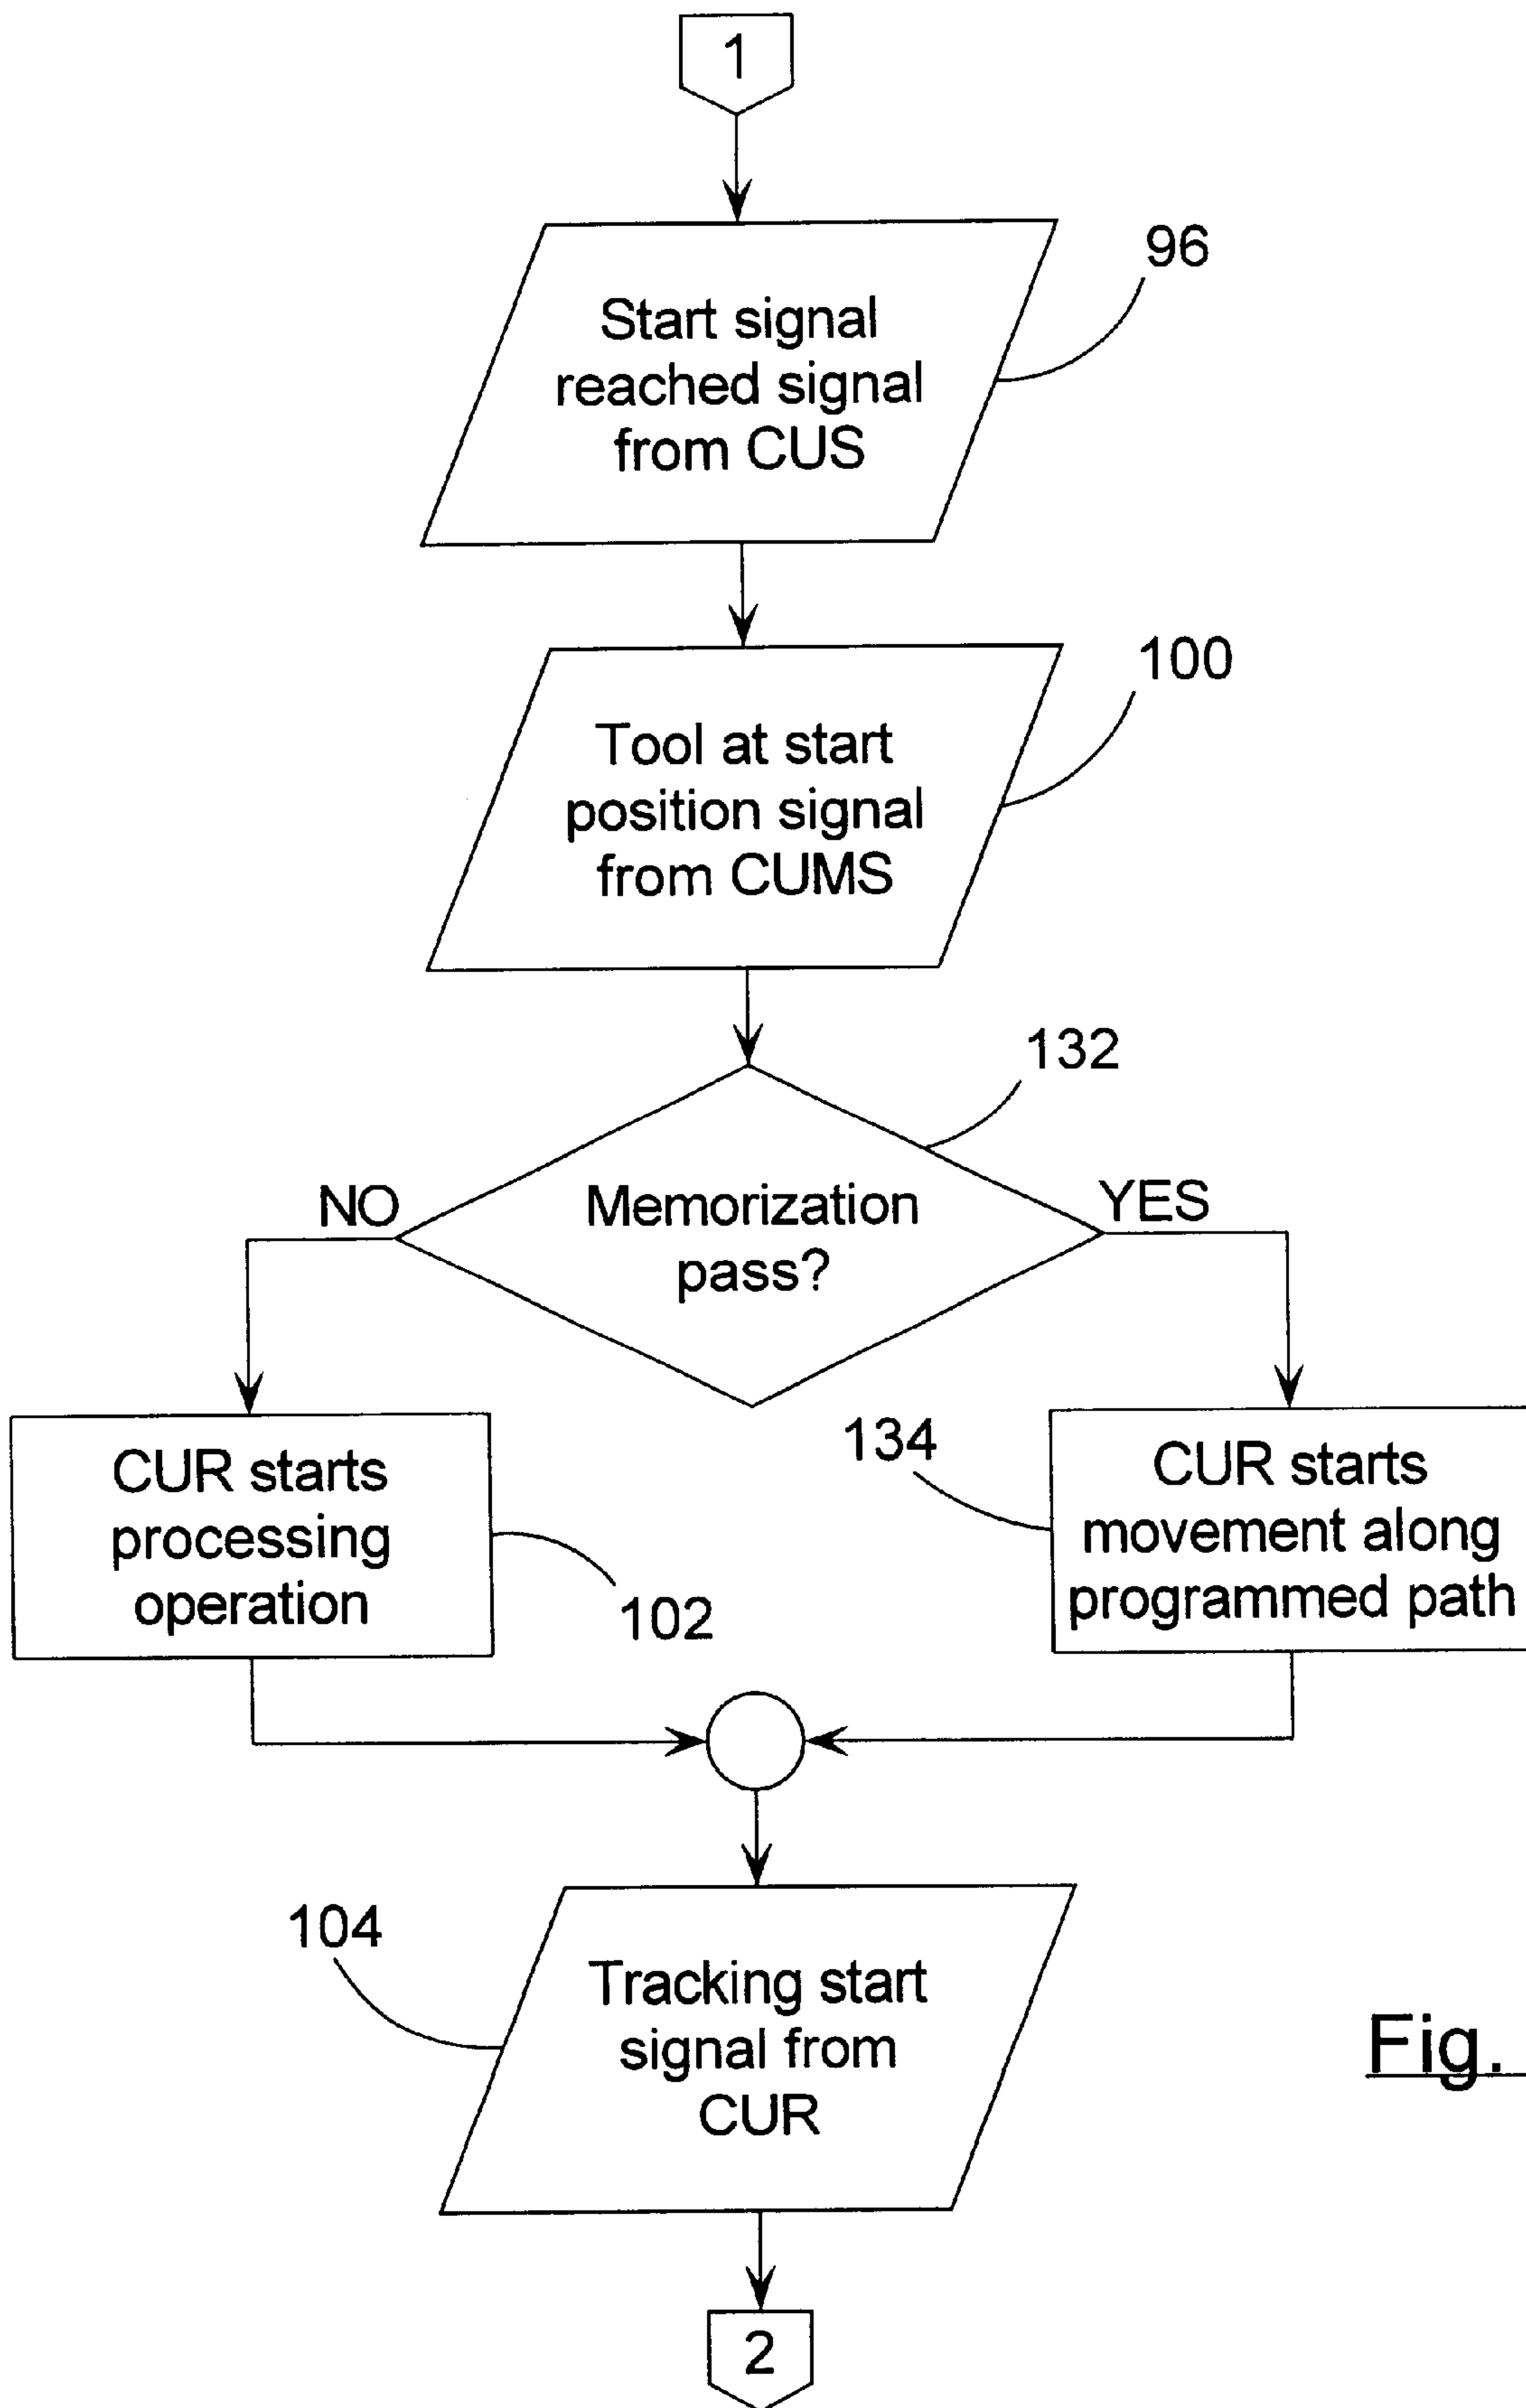 1
96
Start signal
reached signal
from CUS
100
Tool at start
position signal
from CUMS
132
NO
Memorization
pass?
YES
CUR starts
processing
operation
102
134
CUR starts
movement along
programmed path
104
Tracking start
signal from
CUR
Fig.
2